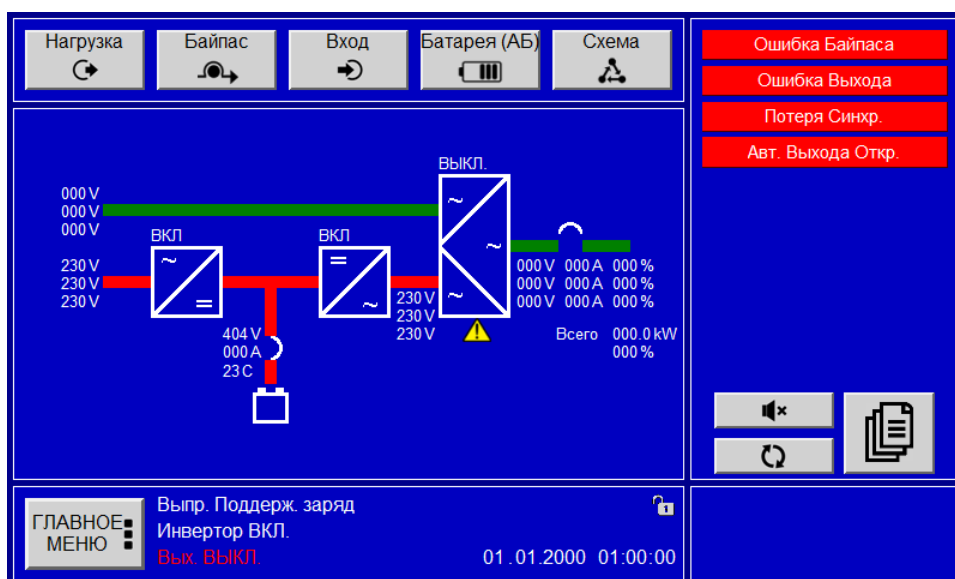 Нагрузка
Байпас
Вход
Батарея (АБ)
Схема
Ошибка Байпаса
Ошибка Выхода
Потеря Синхр.
Авт. Выхода Откр.
ВЫКЛ.
000 V
000 V
000 V
ВКЛ
ВКЛ
230 V
230 V
230 V
230 V
230 V
230 V
000 V 000 A 000 %
000 V 000 A 000 %
000 V 000 A 000 %
Всего 000.0 kW
000 %
404 V
000 A
23 C
ГЛАВНОЕ
МЕНЮ
Выпр. Поддерж. заряд
Инвертор ВКЛ.
Вых. ВЫКЛ.
01.01.2000 01:00:00